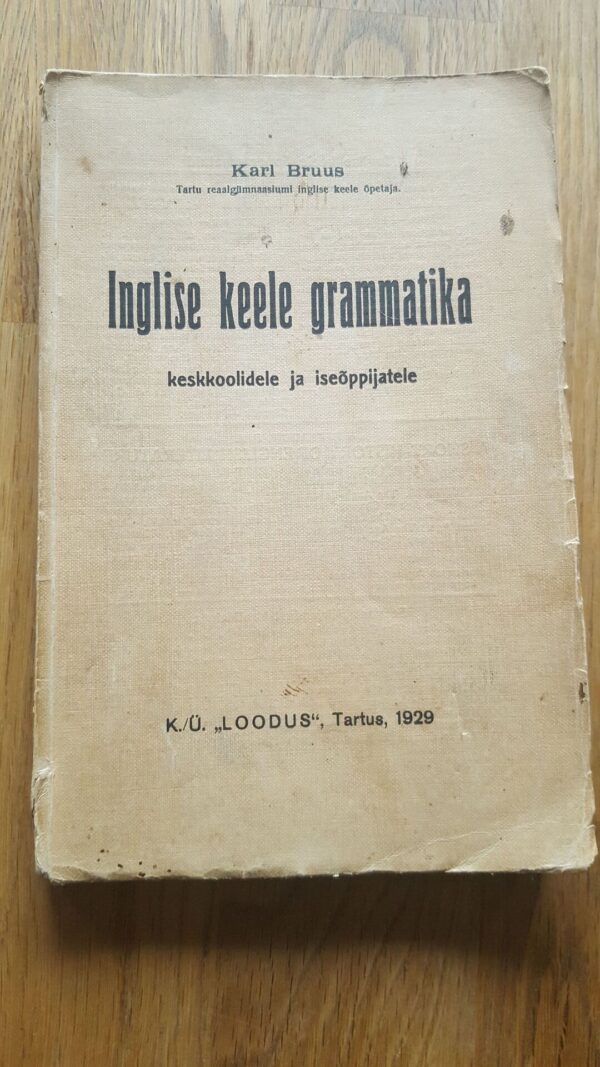 Karl Bruus
Tartu reaalgümnaasiumi inglise keele õpetaja.
Inglise keele grammatika
keskkoolidele ja iseõppijatele
K./Ü. „LOODUS“, Tartus, 1929